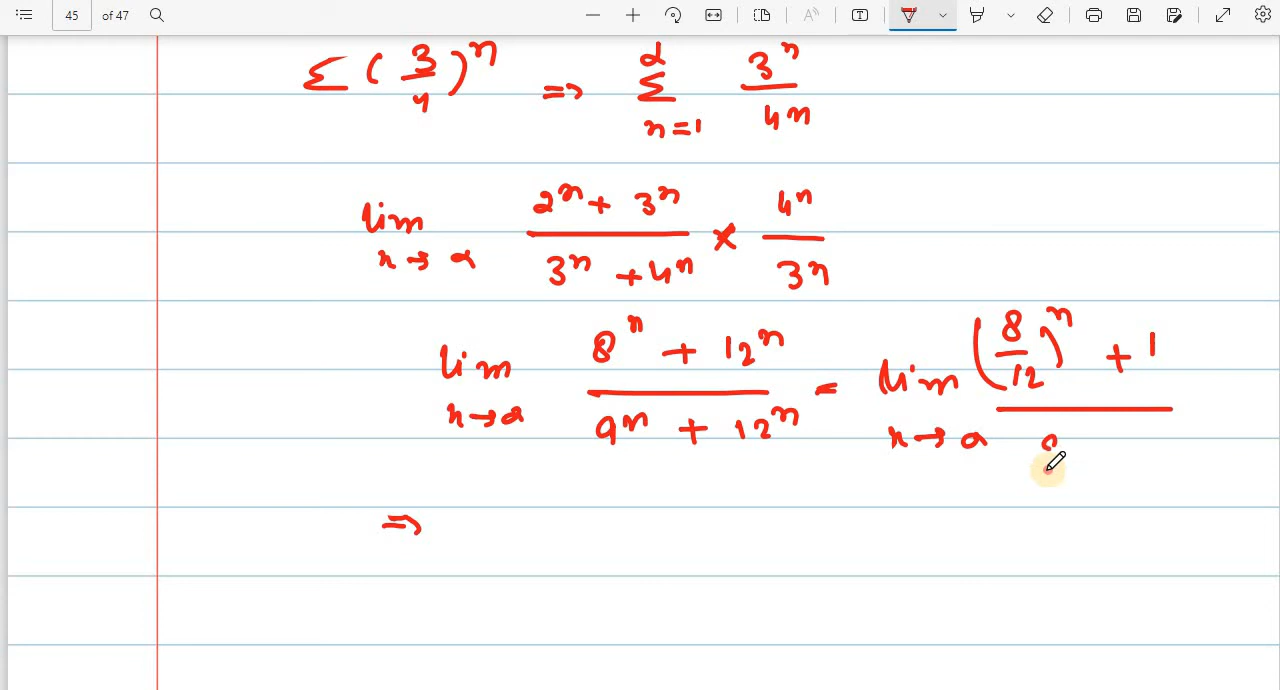 45 of 47
Σ (3/4)^n => Σ_{n=1}^{α} 3^n/4^n
lim_{n→α} (2^n + 3^n)/(3^n + 4^n) × 4^n/3^n
lim_{n→α} (8^n + 12^n)/(9^n + 12^n) = lim_{n→α} ((8/12)^n + 1)/
=>